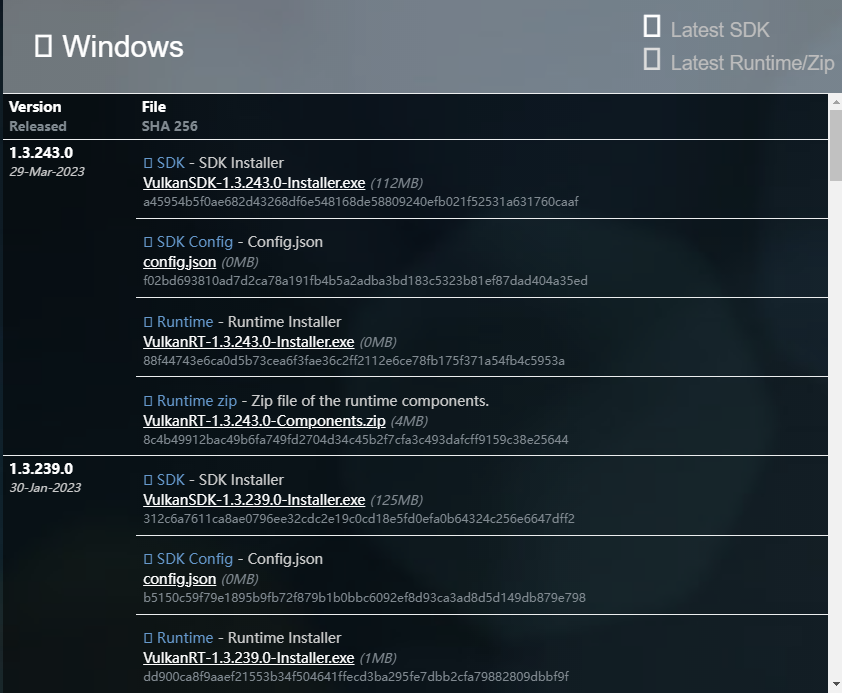 Windows
Latest SDK
Latest Runtime/Zip
Version
File
Released
SHA 256
1.3.243.0
29-Mar-2023
SDK - SDK Installer
VulkanSDK-1.3.243.0-Installer.exe (112MB)
a45954b5f0ae682d43268df6e548168de58809240efb021f52531a631760caaf
SDK Config - Config.json
config.json (0MB)
f02bd693810ad7d2ca78a191fb4b5a2adba3bd183c5323b81ef87dad404a35ed
Runtime - Runtime Installer
VulkanRT-1.3.243.0-Installer.exe (0MB)
88f44743e6ca0d5b73cea6f3fae36c2ff2112e6ce78fb175f371a54fb4c5953a
Runtime zip - Zip file of the runtime components.
VulkanRT-1.3.243.0-Components.zip (4MB)
8c4b49912bac49b6fa749fd2704d34c45b2f7cfa3c493dafcff9159c38e25644
1.3.239.0
30-Jan-2023
SDK - SDK Installer
VulkanSDK-1.3.239.0-Installer.exe (125MB)
312c6a7611ca8ae0796ee32cdc2e19c0cd18e5fd0efa0b64324c256e6647dff2
SDK Config - Config.json
config.json (0MB)
b5150c59f79e1895b9fb72f879b1b0bbc6092ef8d93ca3ad8d5d149db879e798
Runtime - Runtime Installer
VulkanRT-1.3.239.0-Installer.exe (1MB)
dd900ca8f9aaef21553b34f504641ffecd3ba295fe7dbb2cfa79882809dbbf9f